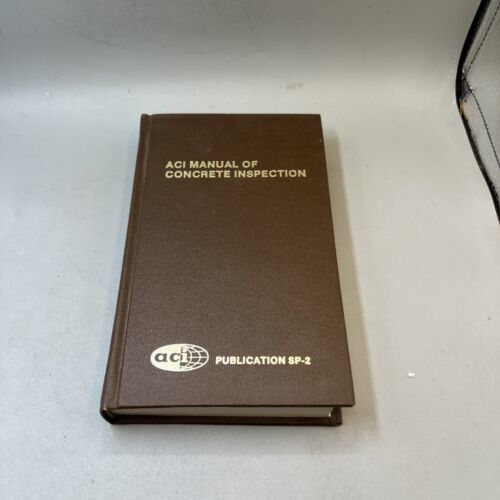 ACI MANUAL OF
CONCRETE INSPECTION
aci
PUBLICATION SP-2